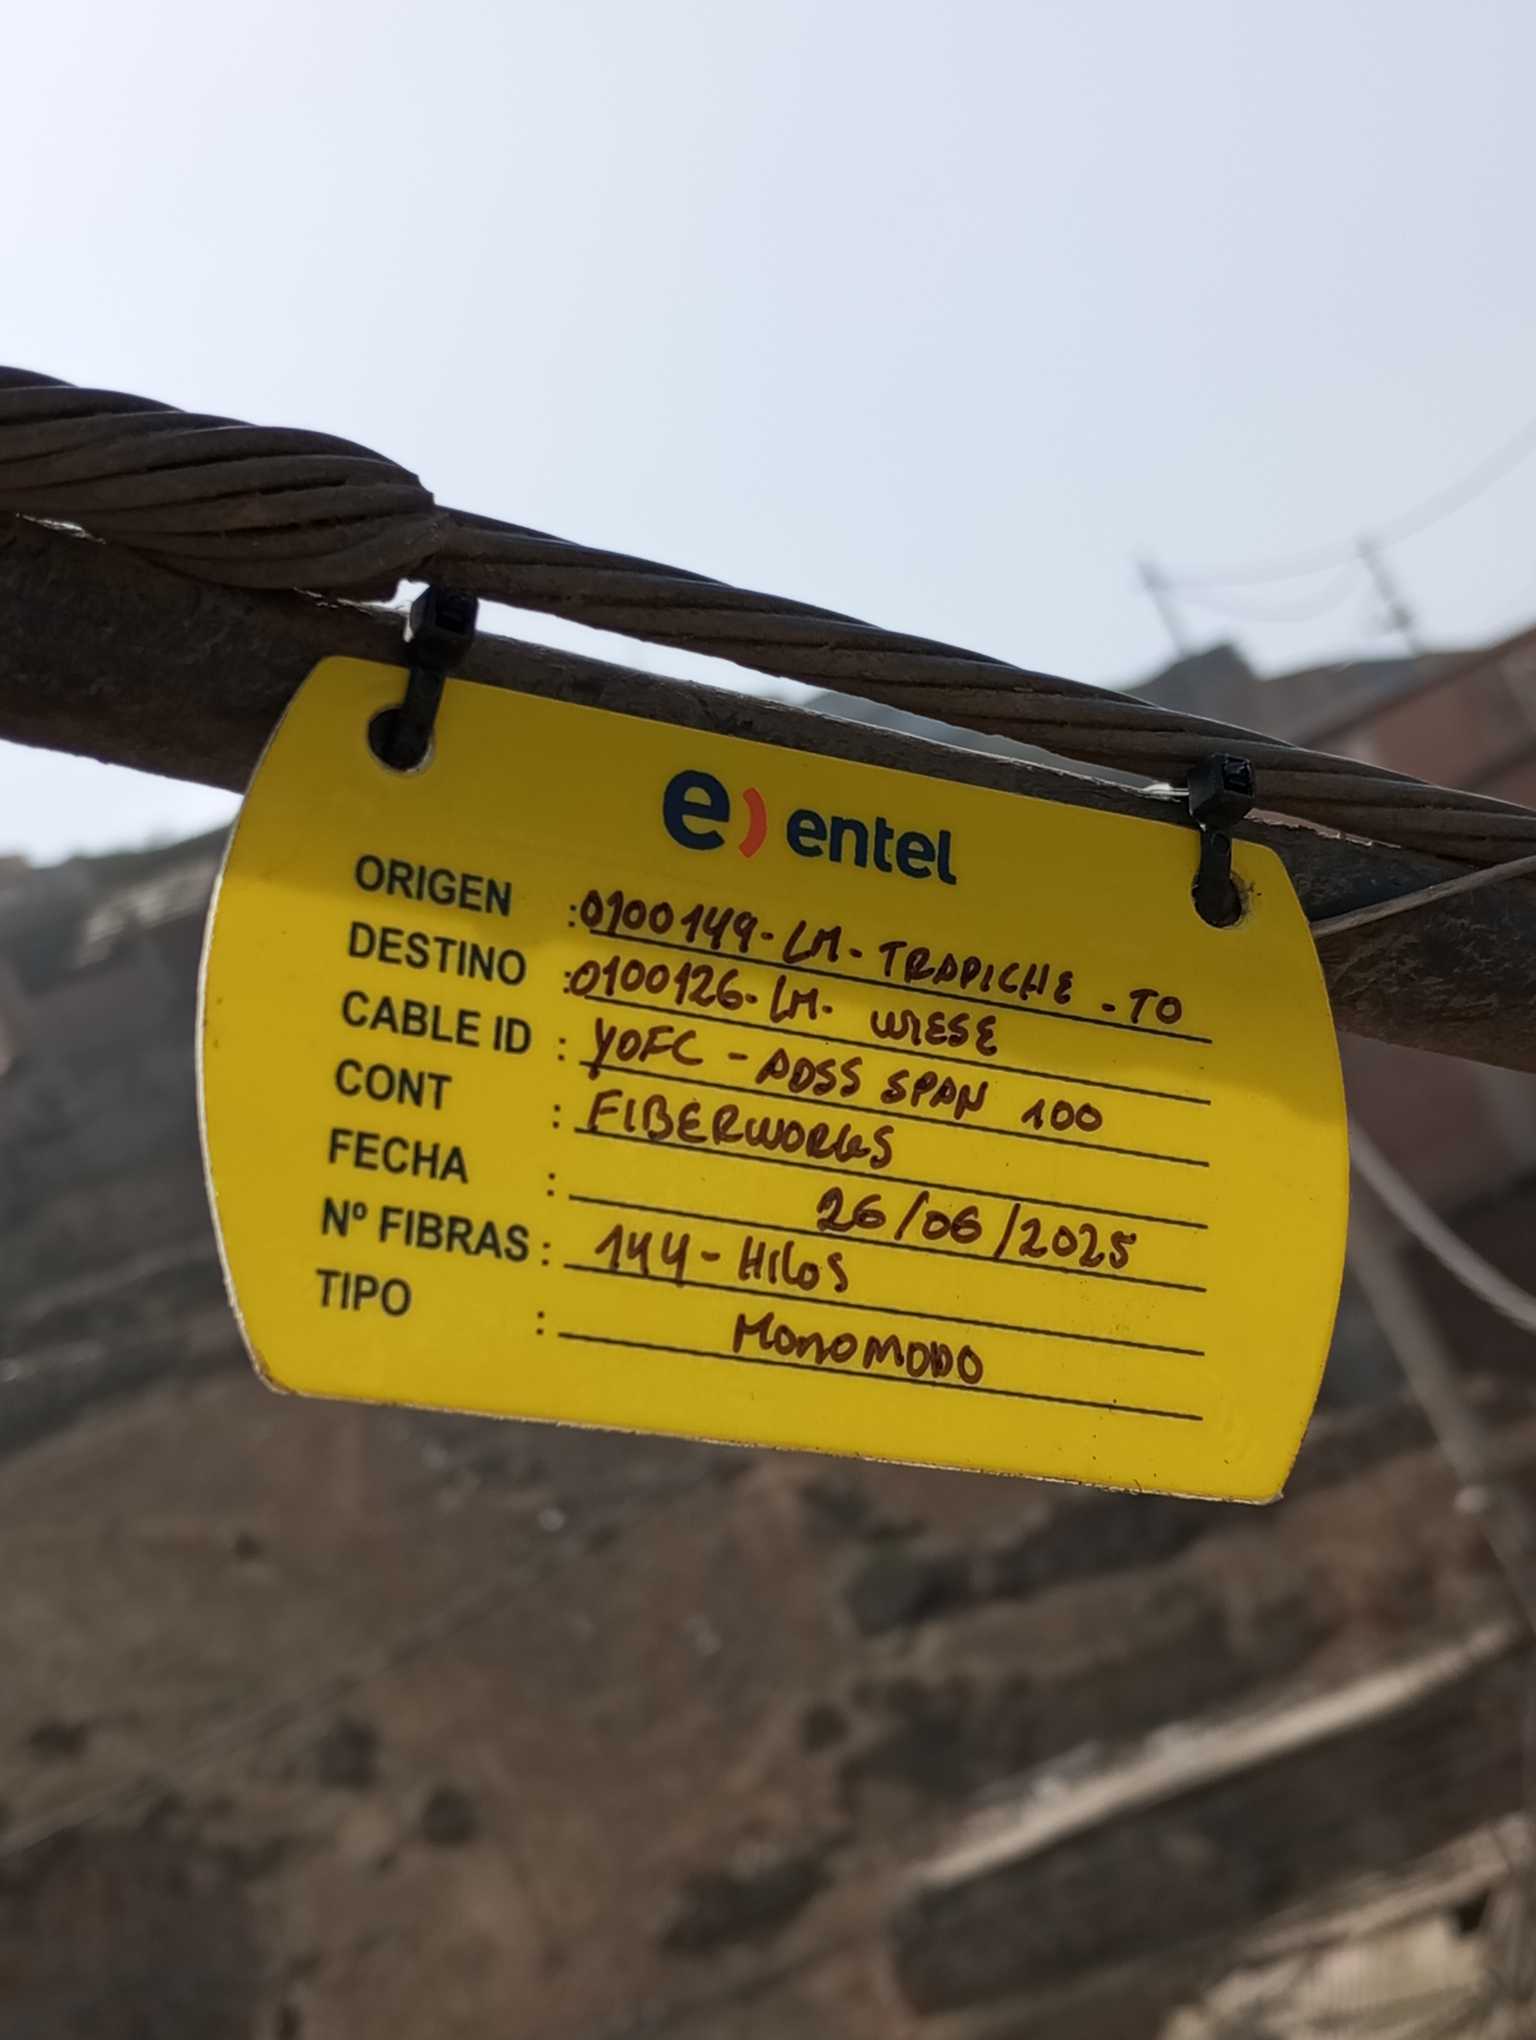 e) entel
ORIGEN :0100149-LM-TRAPICHE-TO
DESTINO :0100126-LM-WIESE
CABLE ID : YOFC - ADSS SPAN 100
CONT : FIBERWORKS
FECHA : 26/06/2025
Nº FIBRAS : 144-HILOS
TIPO : MONOMODO